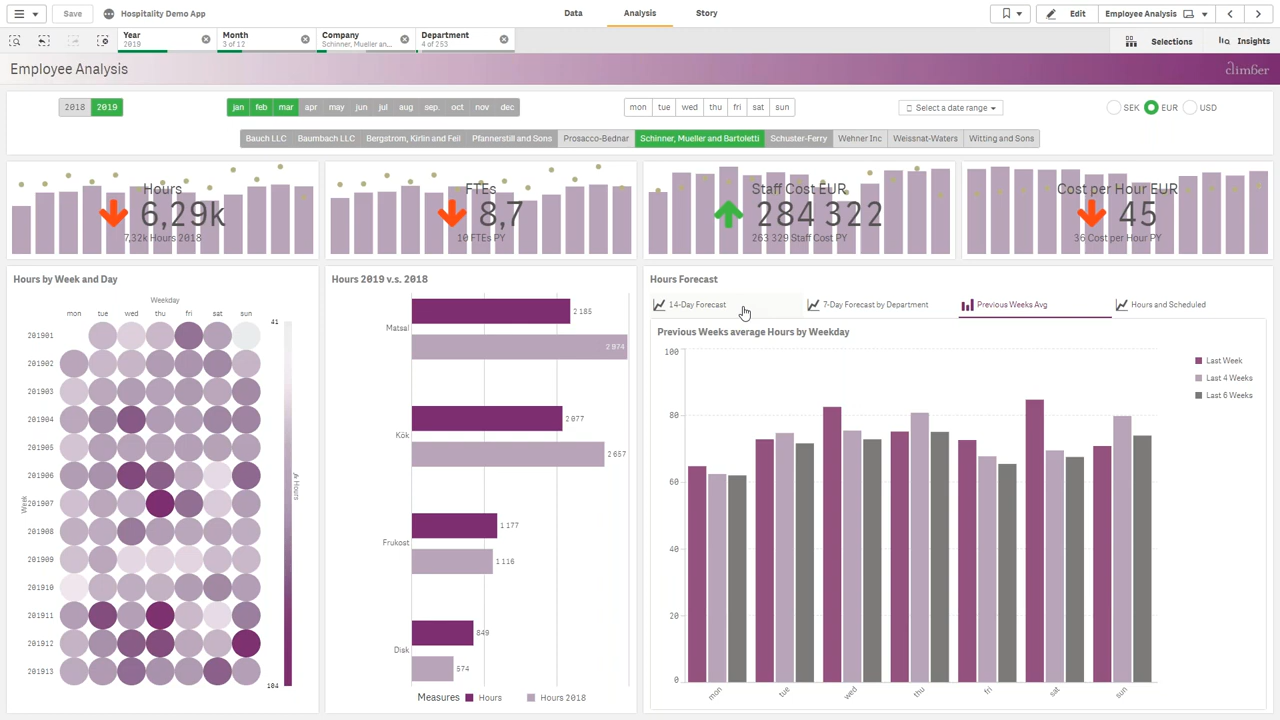 Save
Hospitality Demo App
Data
Analysis
Story
Edit
Employee Analysis
Year
2019
Month
3 of 12
Company
Schinner, Mueller an...
Department
4 of 253
Selections
Insights
Employee Analysis
climber
2018 2019
jan feb mar apr may jun jul aug sep. oct nov dec
mon tue wed thu fri sat sun
Select a date range
SEK EUR USD
Bauch LLC Baumbach LLC Bergstrom, Kirlin and Feil Pfannerstill and Sons Prosacco-Bednar Schinner, Mueller and Bartoletti Schuster-Ferry Wehner Inc Weissnat-Waters Witting and Sons
Hours
6,29k
7,32k Hours 2018
FTEs
8,7
10 FTEs PY
Staff Cost EUR
284 322
263 329 Staff Cost PY
Cost per Hour EUR
45
36 Cost per Hour PY
Hours by Week and Day
Weekday
mon tue wed thu fri sat sun
Week
201901
201902
201903
201904
201905
201906
201907
201908
201909
201910
201911
201912
201913
41
104
Hours 2019 v.s. 2018
Matsal
2 185
2 974
Kök
2 077
2 657
Frukost
1 177
1 116
Disk
849
574
Measures Hours Hours 2018
Hours Forecast
14-Day Forecast
7-Day Forecast by Department
Previous Weeks Avg
Hours and Scheduled
Previous Weeks average Hours by Weekday
100
80
60
40
20
0
mon tue wed thu fri sat sun
Last Week
Last 4 Weeks
Last 6 Weeks